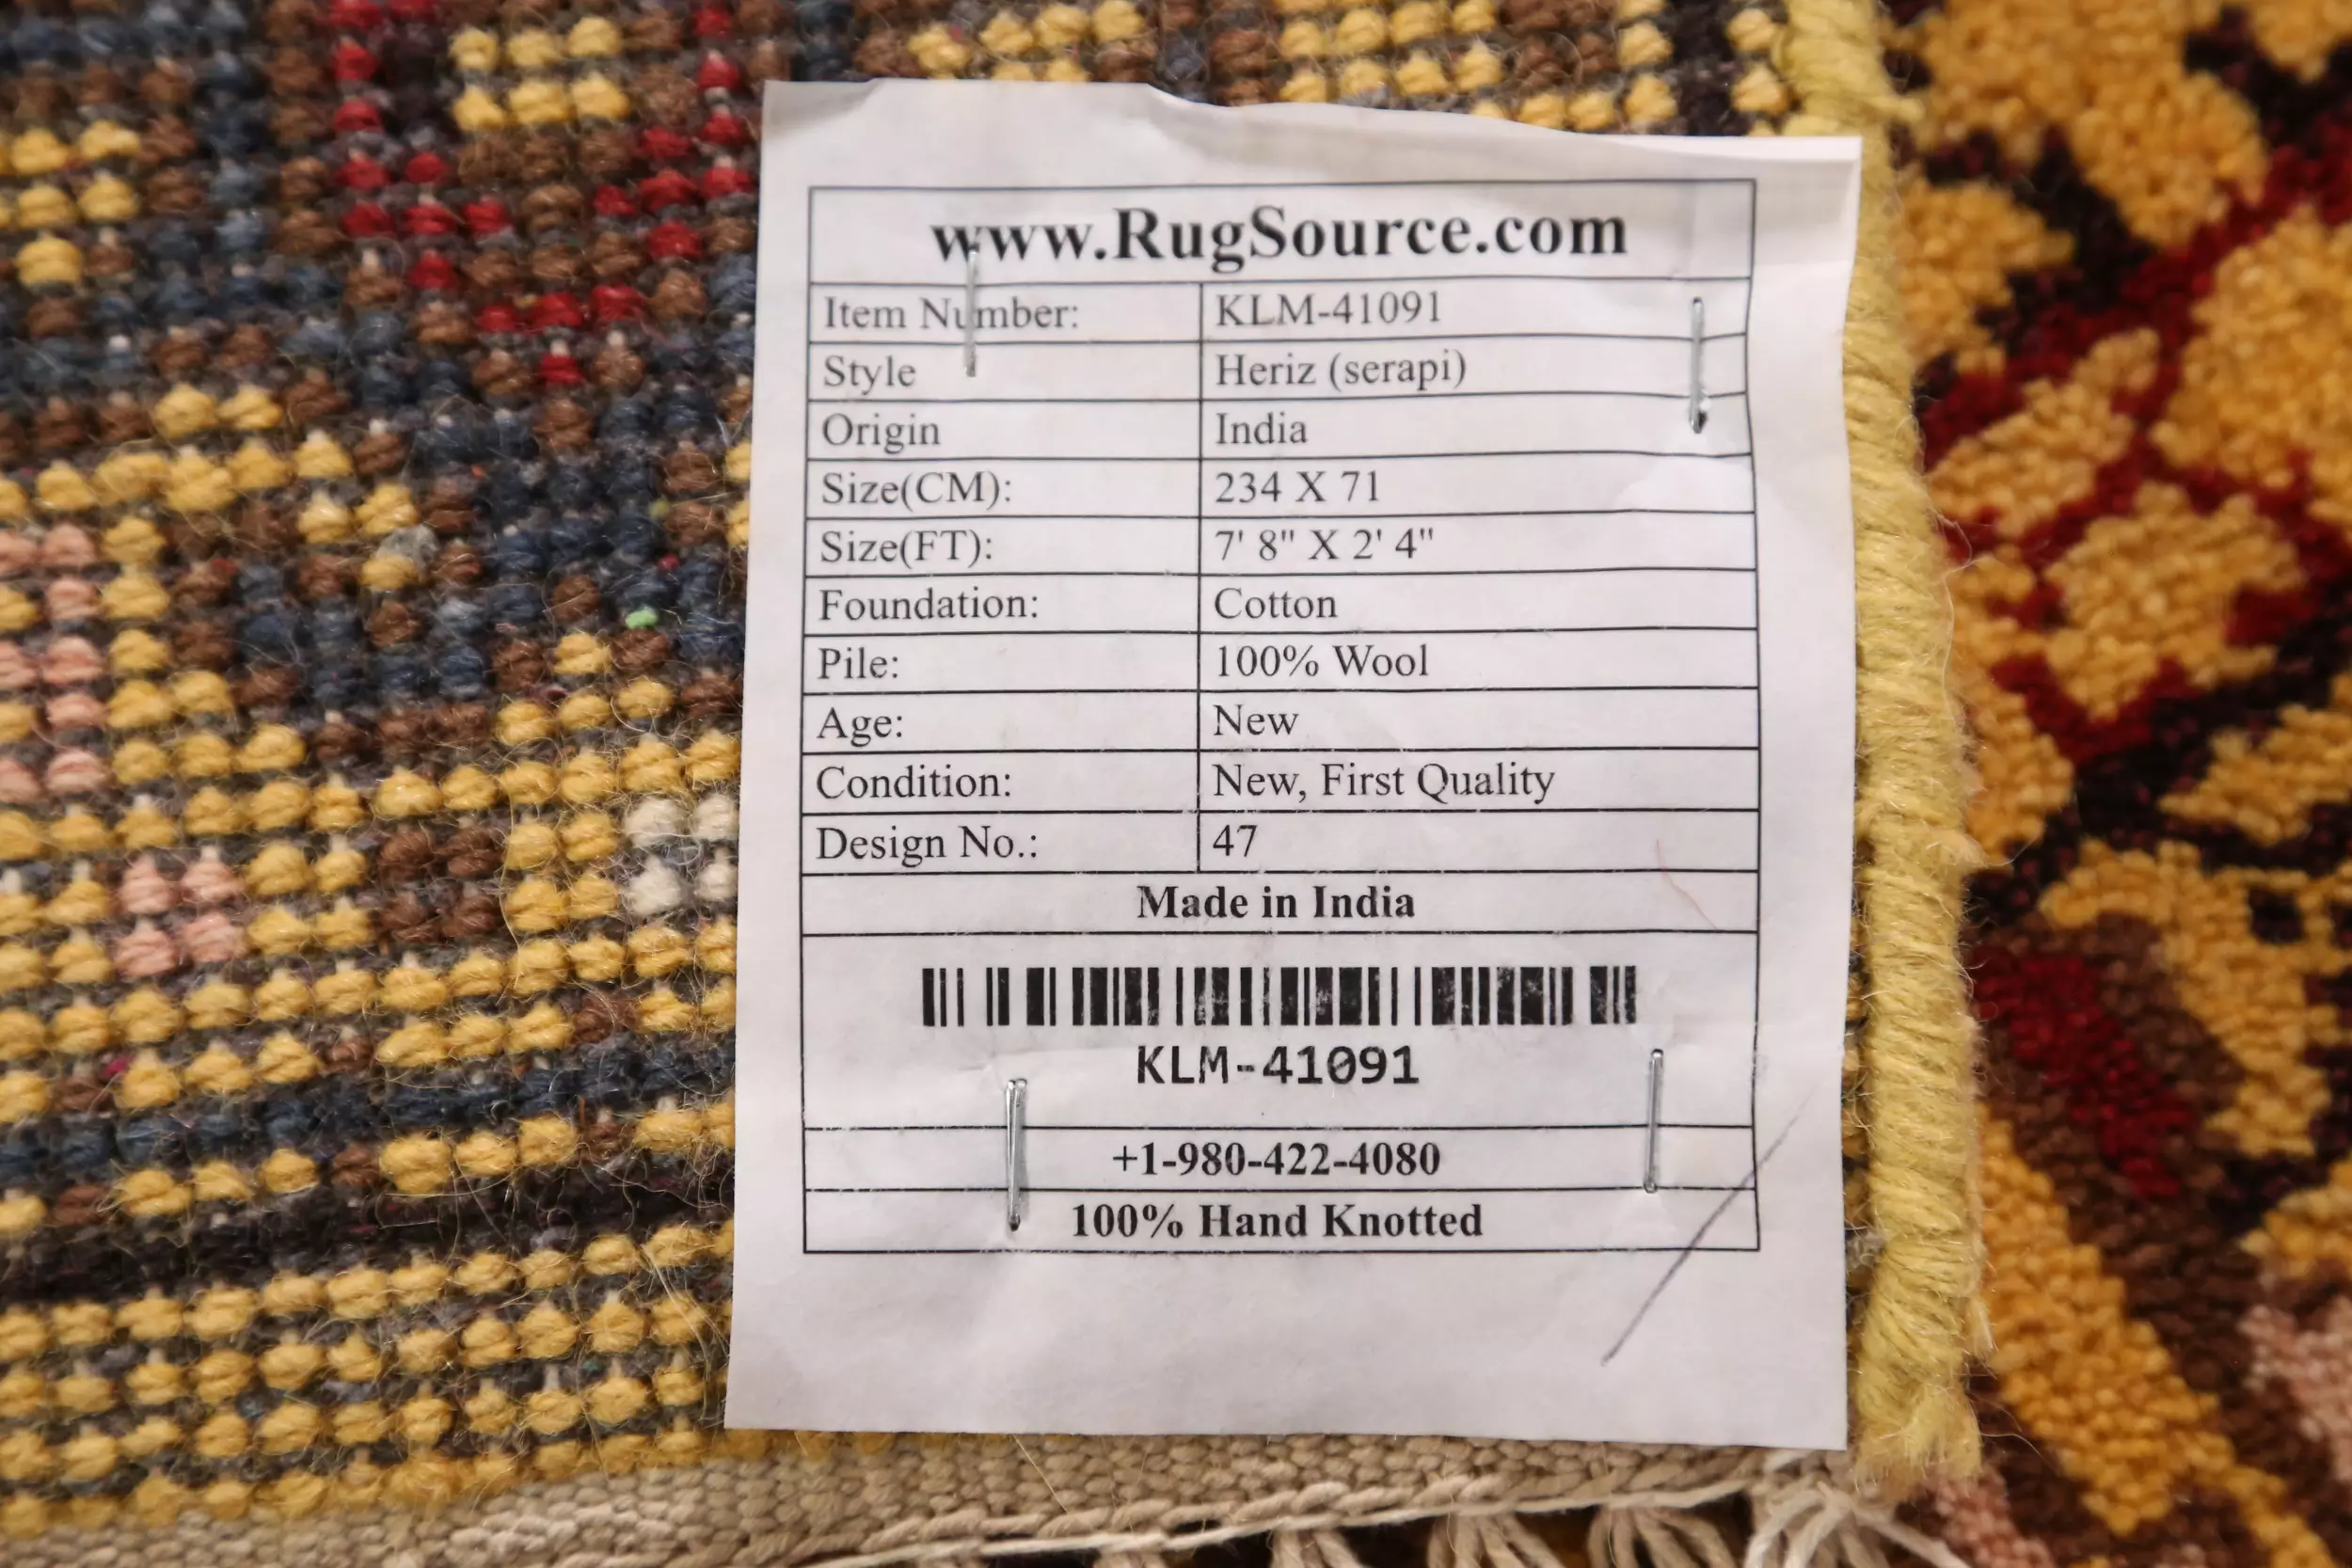 www.RugSource.com
Item Number: KLM-41091
Style Heriz (serapi)
Origin India
Size(CM): 234 X 71
Size(FT): 7' 8" X 2' 4"
Foundation: Cotton
Pile: 100% Wool
Age: New
Condition: New, First Quality
Design No.: 47
Made in India
KLM-41091
+1-980-422-4080
100% Hand Knotted